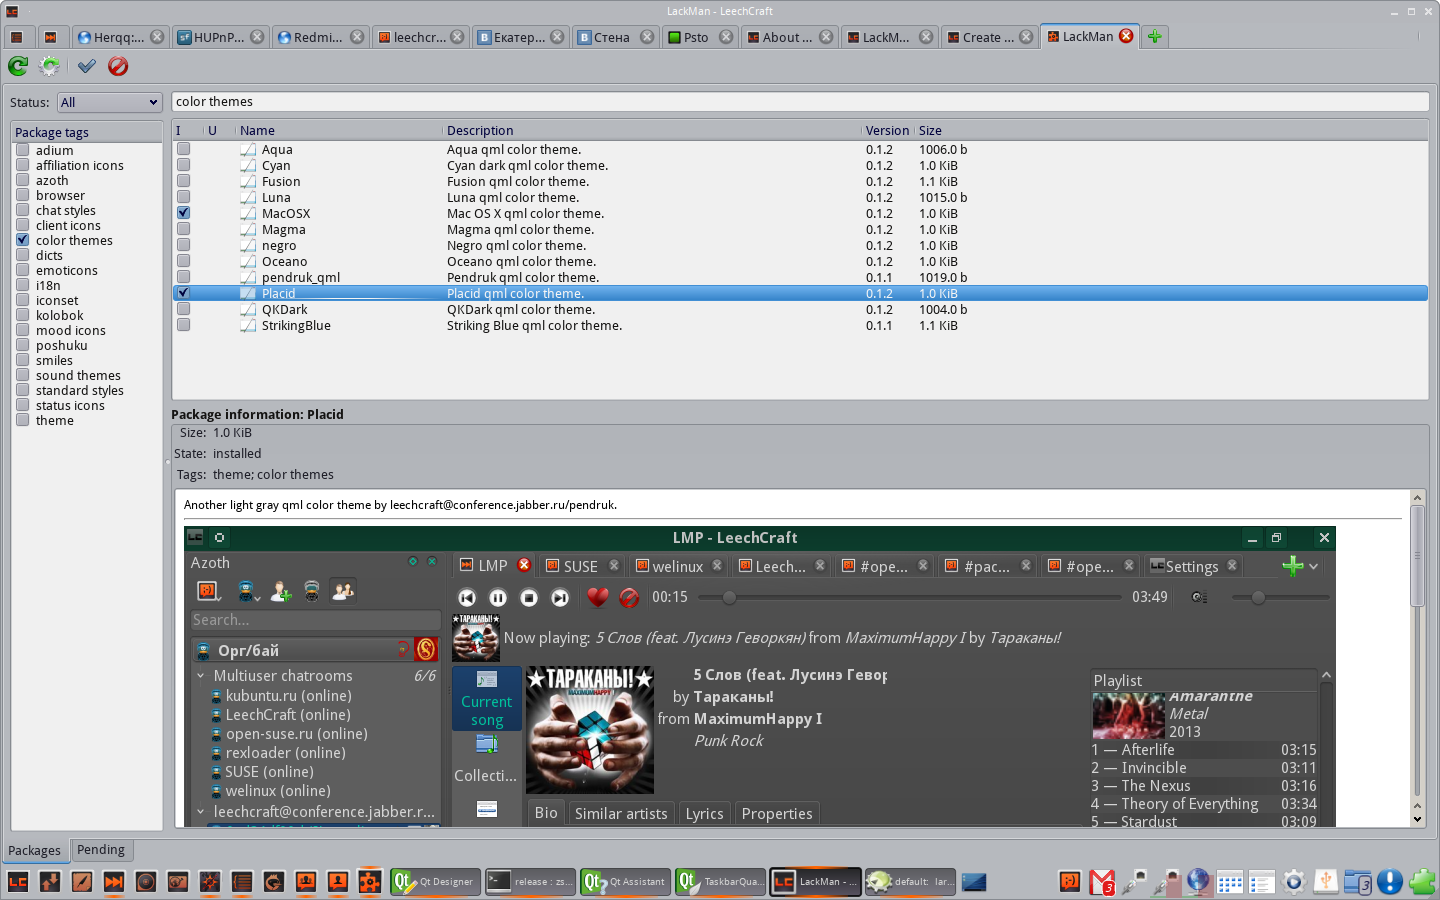 LackMan - LeechCraft
Herqq:...
HUPnP...
Redmi...
leechcr...
Екатер...
Стена
Psto
About ...
LackM...
Create ...
LackMan
Status: All
color themes
Package tags
adium
affiliation icons
azoth
browser
chat styles
client icons
color themes
dicts
emoticons
i18n
iconset
kolobok
mood icons
poshuku
smiles
sound themes
standard styles
status icons
theme
I U Name Description Version Size
Aqua Aqua qml color theme. 0.1.2 1006.0 b
Cyan Cyan dark qml color theme. 0.1.2 1.0 KiB
Fusion Fusion qml color theme. 0.1.2 1.1 KiB
Luna Luna qml color theme. 0.1.2 1015.0 b
MacOSX Mac OS X qml color theme. 0.1.2 1.0 KiB
Magma Magma qml color theme. 0.1.2 1.0 KiB
negro Negro qml color theme. 0.1.2 1.0 KiB
Oceano Oceano qml color theme. 0.1.2 1.0 KiB
pendruk_qml Pendruk qml color theme. 0.1.1 1019.0 b
Placid Placid qml color theme. 0.1.2 1.0 KiB
QKDark QKDark qml color theme. 0.1.2 1004.0 b
StrikingBlue Striking Blue qml color theme. 0.1.1 1.1 KiB
Package information: Placid
Size: 1.0 KiB
State: installed
Tags: theme; color themes
Another light gray qml color theme by leechcraft@conference.jabber.ru/pendruk.
LMP - LeechCraft
Azoth
Search...
Орг/бай
Multiuser chatrooms 6/6
kubuntu.ru (online)
LeechCraft (online)
open-suse.ru (online)
rexloader (online)
SUSE (online)
welinux (online)
leechcraft@conference.jabber.r...
LMP
SUSE
welinux
Leech...
#ope...
#pac...
#ope...
Settings
00:15 03:49
Now playing: 5 Слов (feat. Лусинэ Геворкян) from MaximumHappy I by Тараканы!
Current
song
Collecti...
ТАРАКАНЫ!
MAXIMUMHAPPY
5 Слов (feat. Лусинэ Гевор
by Тараканы!
from MaximumHappy I
Punk Rock
Bio
Similar artists
Lyrics
Properties
Playlist
Amaranthe
Metal
2013
1 — Afterlife 03:15
2 — Invincible 03:11
3 — The Nexus 03:16
4 — Theory of Everything 03:34
5 — Stardust 03:09
Packages
Pending
Qt Designer
release : zs...
Qt Assistant
TaskbarQua...
LackMan - ...
default: lar...
3
3